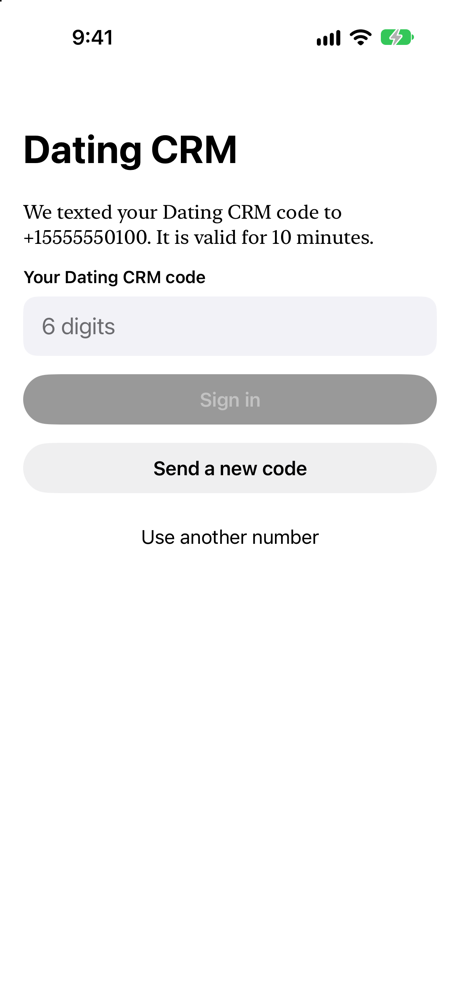 9:41
Dating CRM
We texted your Dating CRM code to
+15555550100. It is valid for 10 minutes.
Your Dating CRM code
6 digits
Sign in
Send a new code
Use another number